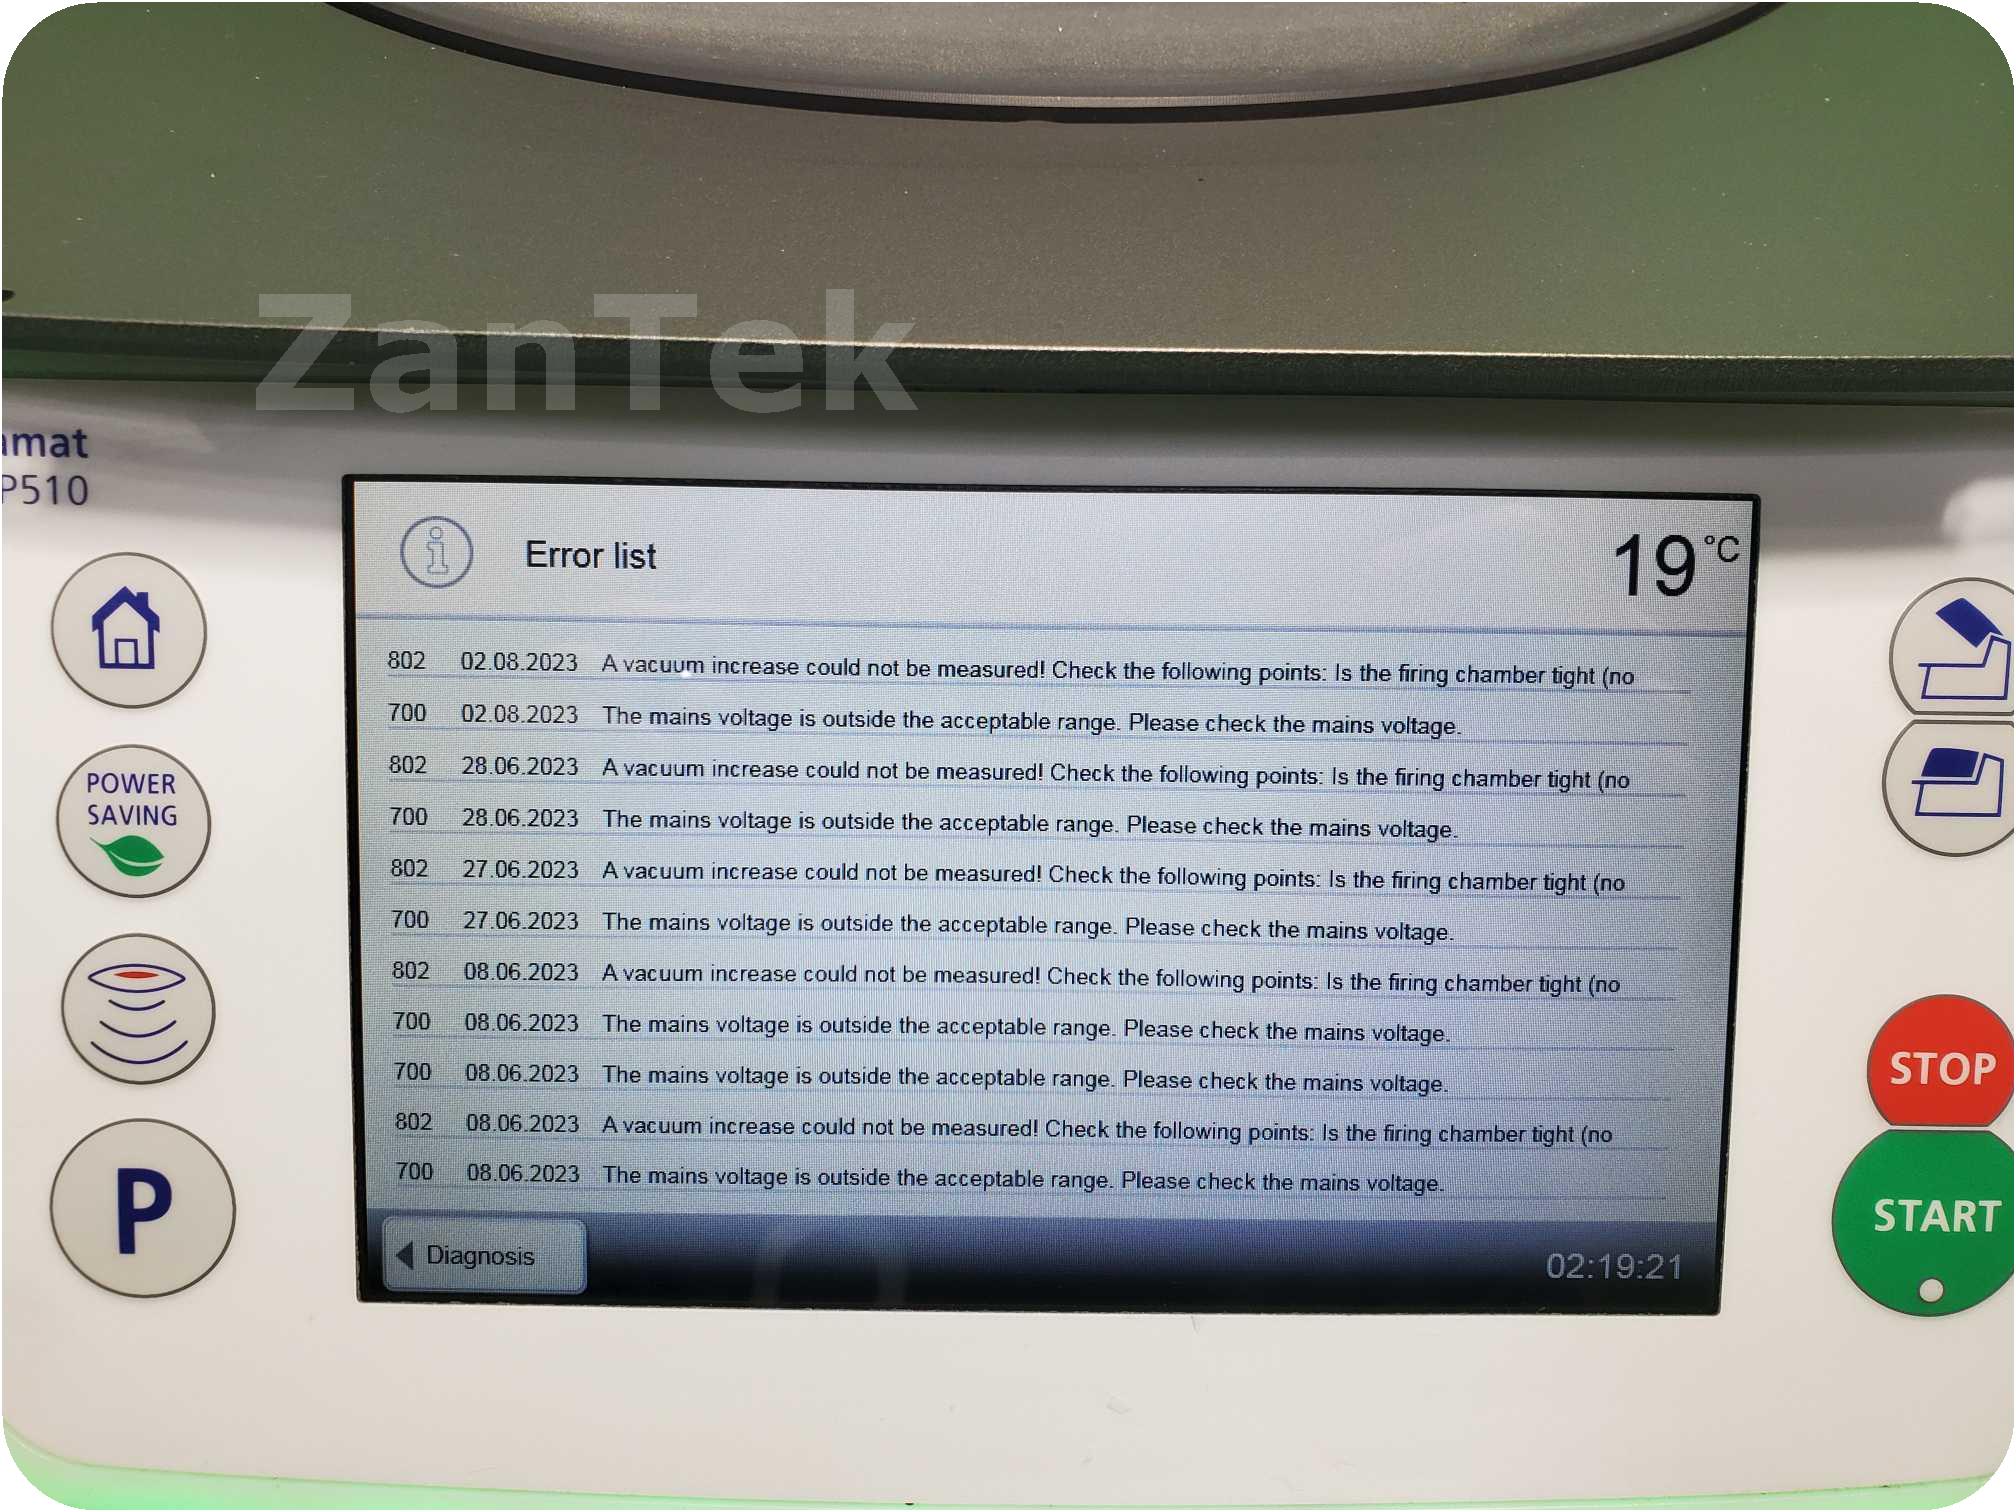 ZanTek
amat
P510
Error list
19 °C
802 02.08.2023 A vacuum increase could not be measured! Check the following points: Is the firing chamber tight (no
700 02.08.2023 The mains voltage is outside the acceptable range. Please check the mains voltage.
802 28.06.2023 A vacuum increase could not be measured! Check the following points: Is the firing chamber tight (no
700 28.06.2023 The mains voltage is outside the acceptable range. Please check the mains voltage.
802 27.06.2023 A vacuum increase could not be measured! Check the following points: Is the firing chamber tight (no
700 27.06.2023 The mains voltage is outside the acceptable range. Please check the mains voltage.
802 08.06.2023 A vacuum increase could not be measured! Check the following points: Is the firing chamber tight (no
700 08.06.2023 The mains voltage is outside the acceptable range. Please check the mains voltage.
700 08.06.2023 The mains voltage is outside the acceptable range. Please check the mains voltage.
802 08.06.2023 A vacuum increase could not be measured! Check the following points: Is the firing chamber tight (no
700 08.06.2023 The mains voltage is outside the acceptable range. Please check the mains voltage.
Diagnosis
02:19:21
POWER
SAVING
P
STOP
START